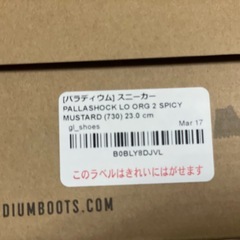 [パラディウム] スニーカー
PALLASHOCK LO ORG 2 SPICY
MUSTARD (730) 23.0 cm
gl_shoes
Mar 17
B0BLY8DJVL
このラベルはきれいにはがせます
DIUMBOOTS.COM